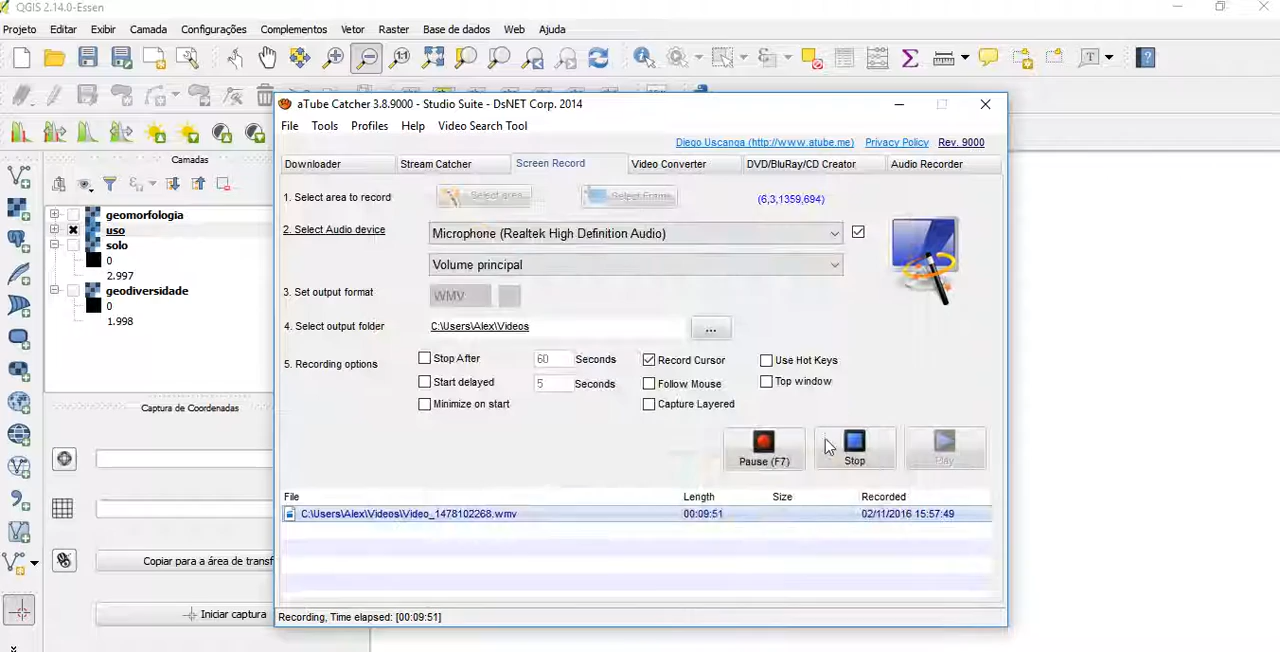 QGIS 2.14.0-Essen
Projeto Editar Exibir Camada Configurações Complementos Vetor Raster Base de dados Web Ajuda
aTube Catcher 3.8.9000 - Studio Suite - DsNET Corp. 2014
File Tools Profiles Help Video Search Tool
Diego Uscanga (http://www.atube.me) Privacy Policy Rev. 9000
Downloader Stream Catcher Screen Record Video Converter DVD/BluRay/CD Creator Audio Recorder
Camadas
geomorfologia
uso
solo
0
2.997
geodiversidade
0
1.998
Captura de Coordenadas
Copiar para a área de transf
Iniciar captura
1. Select area to record Select area... Select Frame (6,3,1359,694)
2. Select Audio device Microphone (Realtek High Definition Audio)
Volume principal
3. Set output format WMV
4. Select output folder C:\Users\Alex\Videos ...
5. Recording options
Stop After 60 Seconds Record Cursor Use Hot Keys
Start delayed 5 Seconds Follow Mouse Top window
Minimize on start Capture Layered
Pause (F7) Stop Play
File Length Size Recorded
C:\Users\Alex\Videos\Video_1478102268.wmv 00:09:51 02/11/2016 15:57:49
Recording, Time elapsed: [00:09:51]